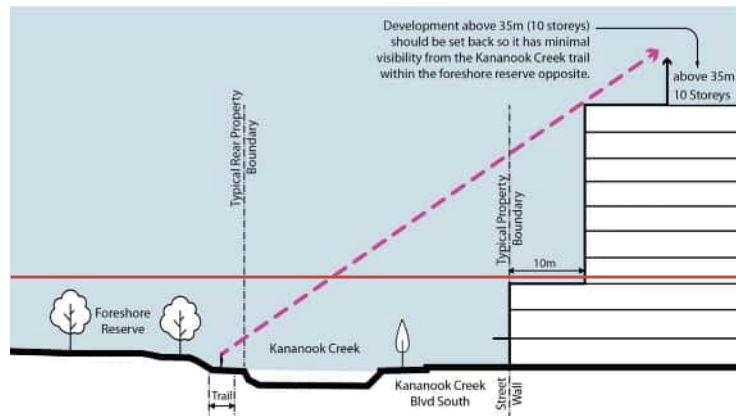 Development above 35m (10 storeys)
should be set back so it has minimal
visibility from the Kananook Creek trail
within the foreshore reserve opposite.
above 35m
10 Storeys
Typical Rear Property
Boundary
Typical Property
Boundary
10m
Foreshore
Reserve
Kananook Creek
Trail
Kananook Creek
Blvd South
Street
Wall